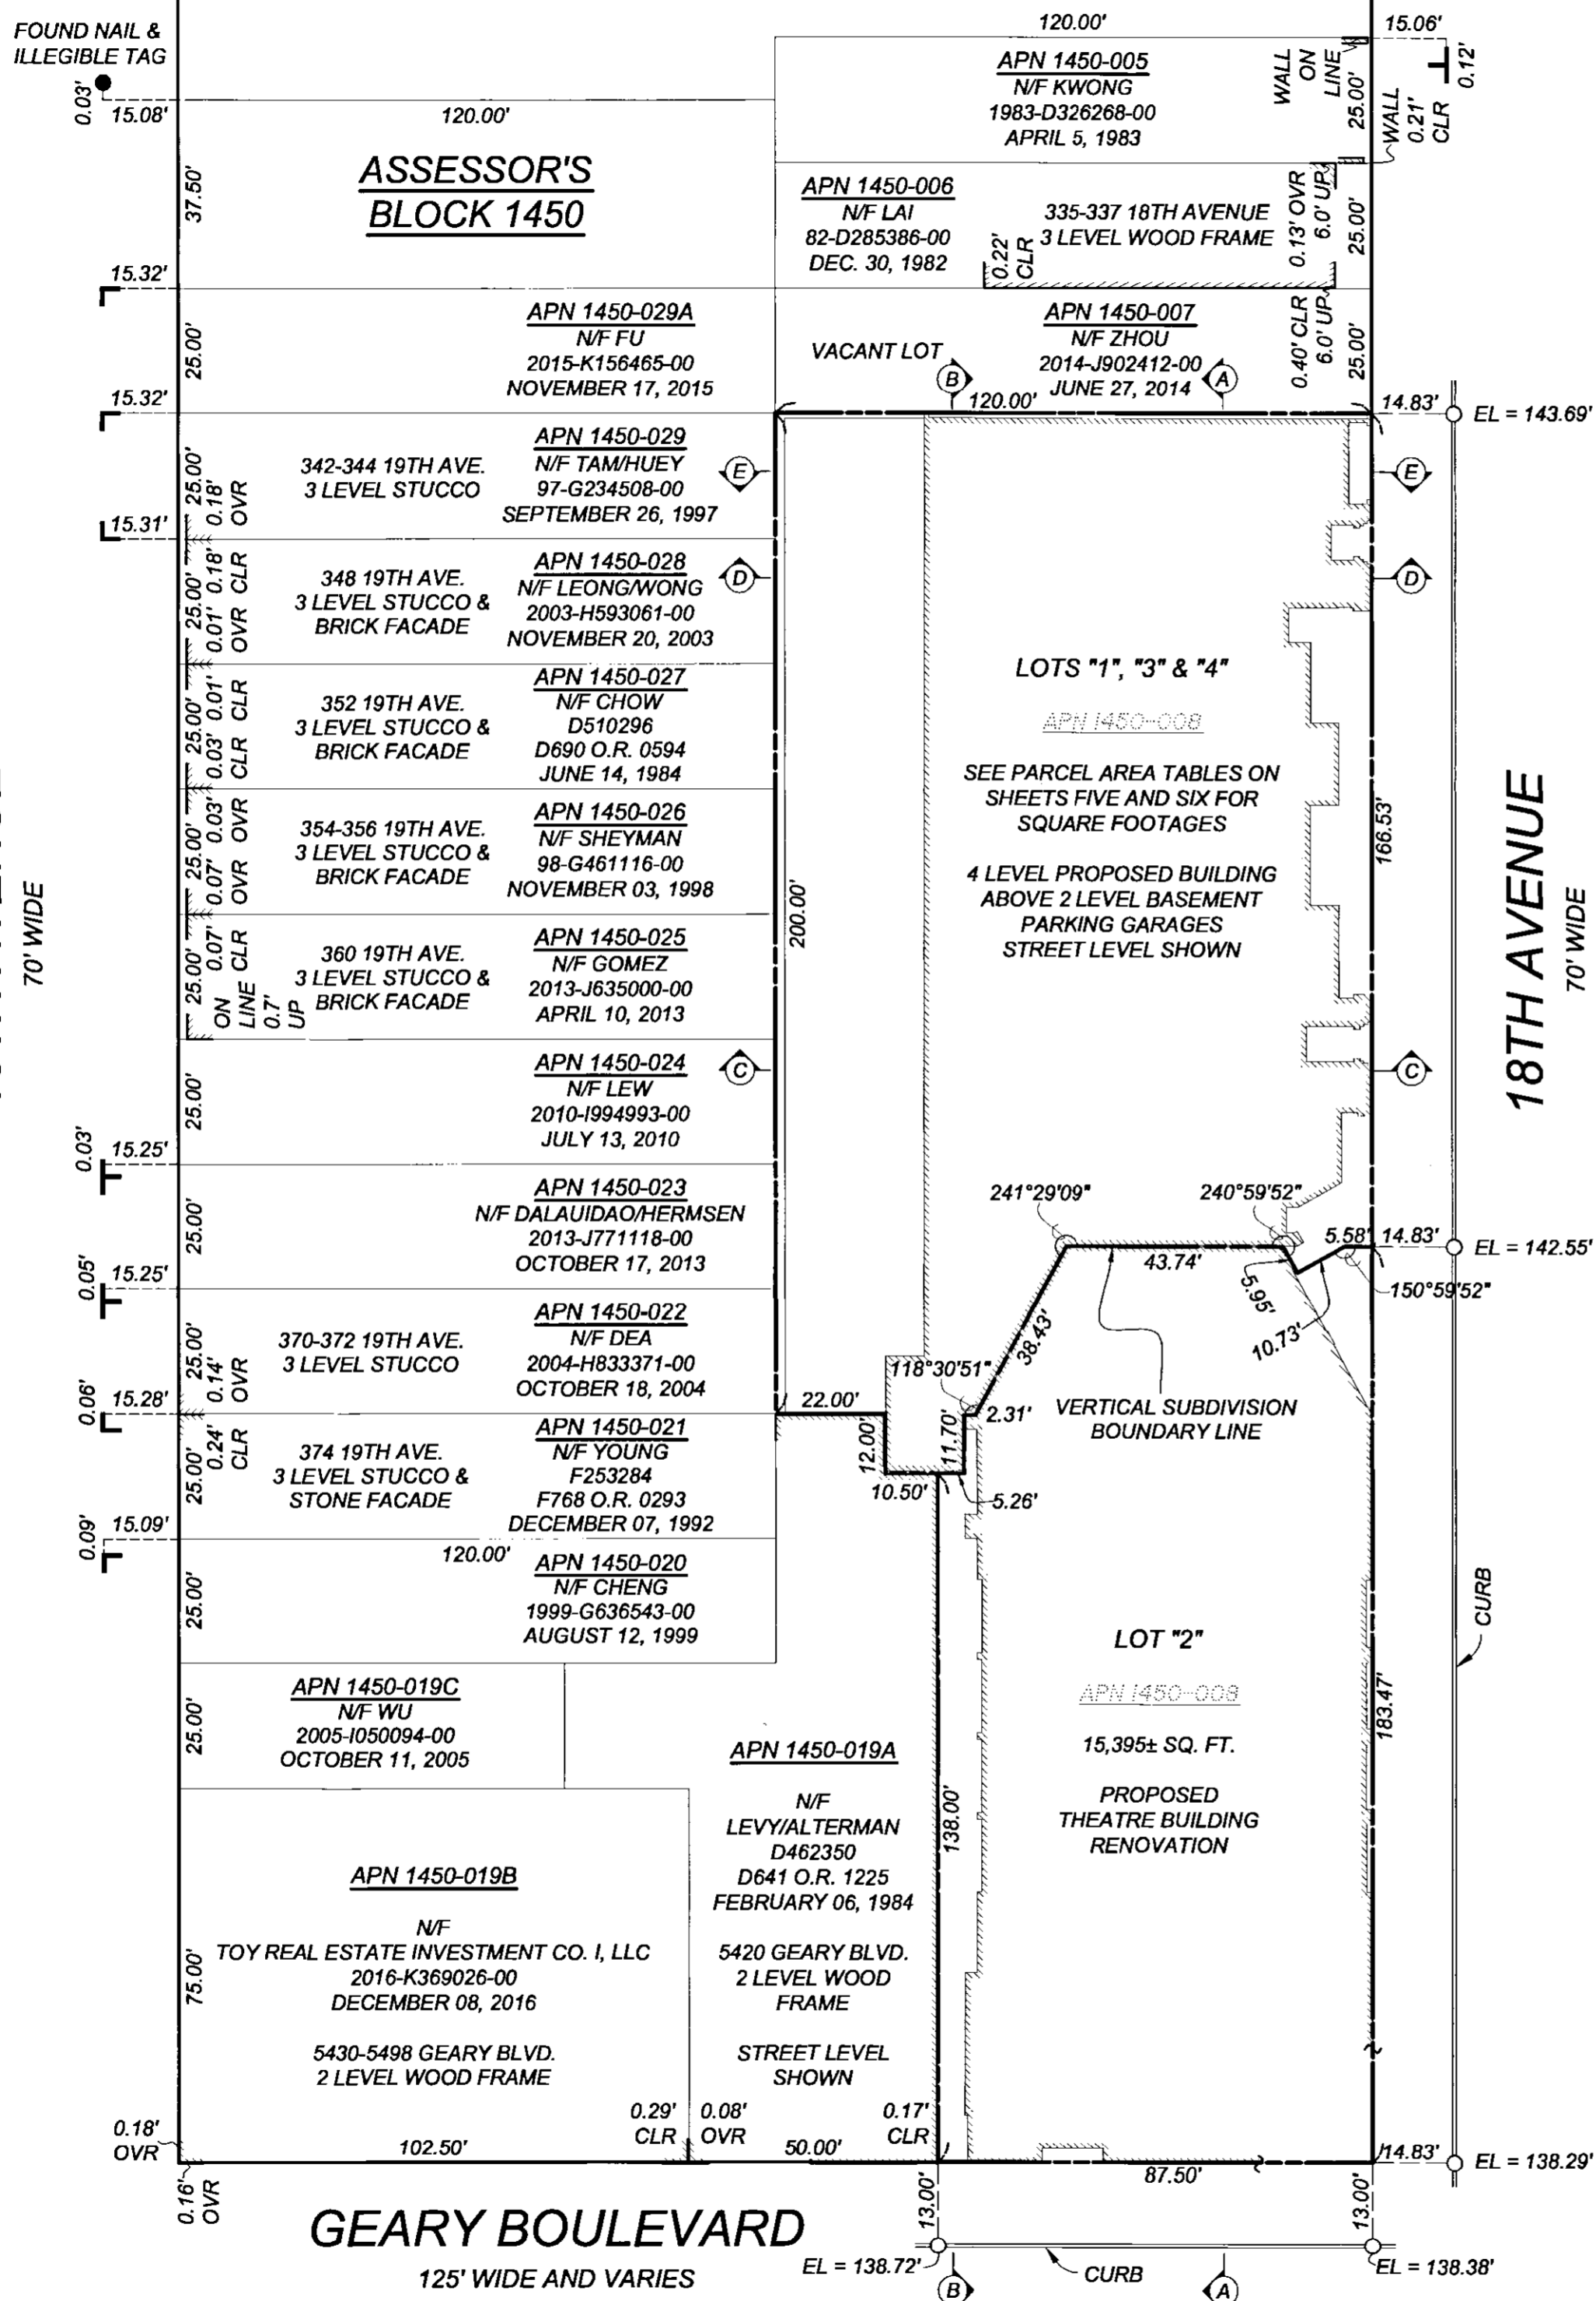 FOUND NAIL &
ILLEGIBLE TAG
0.03'
15.08'
120.00'
120.00'
15.06'
0.12'
APN 1450-005
N/F KWONG
1983-D326268-00
APRIL 5, 1983
WALL
ON
LINE
25.00'
WALL
0.21'
CLR
ASSESSOR'S
BLOCK 1450
37.50'
APN 1450-006
N/F LAI
82-D285386-00
DEC. 30, 1982
335-337 18TH AVENUE
3 LEVEL WOOD FRAME
0.22'
CLR
0.13' OVR
6.0' UP
25.00'
15.32'
25.00'
APN 1450-029A
N/F FU
2015-K156465-00
NOVEMBER 17, 2015
VACANT LOT
APN 1450-007
N/F ZHOU
2014-J902412-00
JUNE 27, 2014
0.40' CLR
6.0' UP
25.00'
B
A
15.32'
120.00'
14.83'
EL = 143.69'
25.00'
0.18'
OVR
342-344 19TH AVE.
3 LEVEL STUCCO
APN 1450-029
N/F TAM/HUEY
97-G234508-00
SEPTEMBER 26, 1997
E
E
15.31'
25.00'
0.18'
CLR
0.01'
OVR
348 19TH AVE.
3 LEVEL STUCCO &
BRICK FACADE
APN 1450-028
N/F LEONG/WONG
2003-H593061-00
NOVEMBER 20, 2003
D
D
25.00'
0.01'
CLR
0.03'
CLR
352 19TH AVE.
3 LEVEL STUCCO &
BRICK FACADE
APN 1450-027
N/F CHOW
D510296
D690 O.R. 0594
JUNE 14, 1984
LOTS "1", "3" & "4"
APN 1450-008
SEE PARCEL AREA TABLES ON
SHEETS FIVE AND SIX FOR
SQUARE FOOTAGES
4 LEVEL PROPOSED BUILDING
ABOVE 2 LEVEL BASEMENT
PARKING GARAGES
STREET LEVEL SHOWN
200.00'
166.53'
18TH AVENUE
70' WIDE
70' WIDE
25.00'
0.03'
OVR
0.07'
OVR
354-356 19TH AVE.
3 LEVEL STUCCO &
BRICK FACADE
APN 1450-026
N/F SHEYMAN
98-G461116-00
NOVEMBER 03, 1998
25.00'
0.07'
CLR
ON
LINE
0.7'
UP
360 19TH AVE.
3 LEVEL STUCCO &
BRICK FACADE
APN 1450-025
N/F GOMEZ
2013-J635000-00
APRIL 10, 2013
25.00'
APN 1450-024
N/F LEW
2010-I994993-00
JULY 13, 2010
C
C
0.03'
15.25'
25.00'
APN 1450-023
N/F DALAUIDAO/HERMSEN
2013-J771118-00
OCTOBER 17, 2013
241°29'09"
240°59'52"
43.74'
5.58'
14.83'
EL = 142.55'
5.95'
10.73'
150°59'52"
0.05'
15.25'
25.00'
0.14'
OVR
370-372 19TH AVE.
3 LEVEL STUCCO
APN 1450-022
N/F DEA
2004-H833371-00
OCTOBER 18, 2004
38.43'
118°30'51"
VERTICAL SUBDIVISION
BOUNDARY LINE
0.06'
15.28'
22.00'
2.31'
12.00'
11.70'
10.50'
5.26'
25.00'
0.24'
CLR
374 19TH AVE.
3 LEVEL STUCCO &
STONE FACADE
APN 1450-021
N/F YOUNG
F253284
F768 O.R. 0293
DECEMBER 07, 1992
0.09'
15.09'
120.00'
25.00'
APN 1450-020
N/F CHENG
1999-G636543-00
AUGUST 12, 1999
CURB
LOT "2"
APN 1450-008
15,395± SQ. FT.
PROPOSED
THEATRE BUILDING
RENOVATION
183.47'
25.00'
APN 1450-019C
N/F WU
2005-I050094-00
OCTOBER 11, 2005
APN 1450-019A
N/F
LEVY/ALTERMAN
D462350
D641 O.R. 1225
FEBRUARY 06, 1984
5420 GEARY BLVD.
2 LEVEL WOOD
FRAME
STREET LEVEL
SHOWN
138.00'
75.00'
APN 1450-019B
N/F
TOY REAL ESTATE INVESTMENT CO. I, LLC
2016-K369026-00
DECEMBER 08, 2016
5430-5498 GEARY BLVD.
2 LEVEL WOOD FRAME
0.18'
OVR
0.16'
OVR
102.50'
0.29'
CLR
0.08'
OVR
50.00'
0.17'
CLR
87.50'
14.83'
EL = 138.29'
13.00'
13.00'
GEARY BOULEVARD
125' WIDE AND VARIES
EL = 138.72'
CURB
EL = 138.38'
B
A